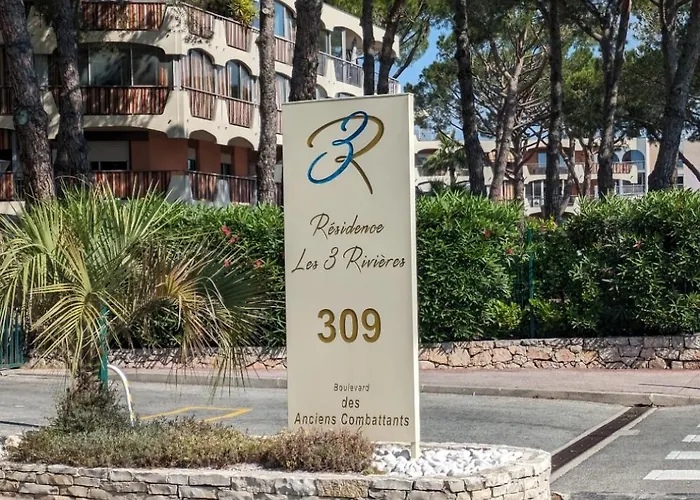 3R
Résidence
Les 3 Rivières
309
Boulevard
des
Anciens Combattants